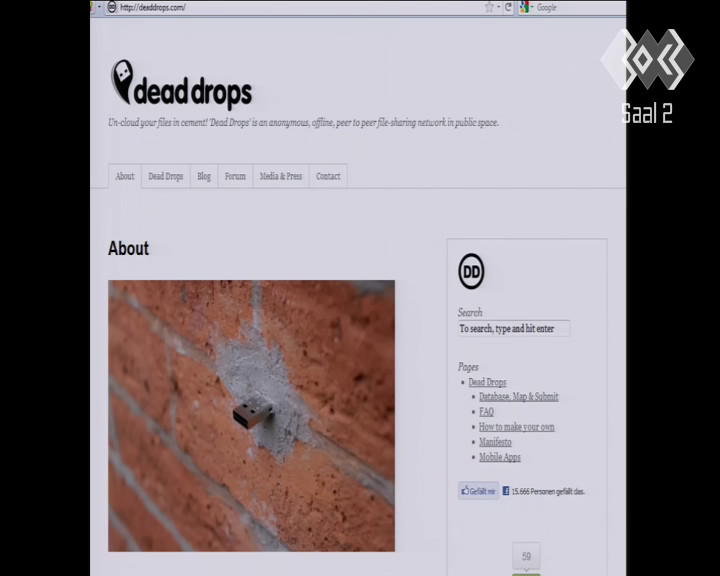 http://deaddrops.com/
Google
Saal 2
dead drops
Un-cloud your files in cement! 'Dead Drops' is an anonymous, offline, peer to peer file-sharing network in public space.
About
Dead Drops
Blog
Forum
Media & Press
Contact
About
DD
Search
To search, type and hit enter
Pages
Dead Drops
Database, Map & Submit
FAQ
How to make your own
Manifesto
Mobile Apps
Gefällt mir
15.666 Personen gefällt das.
59